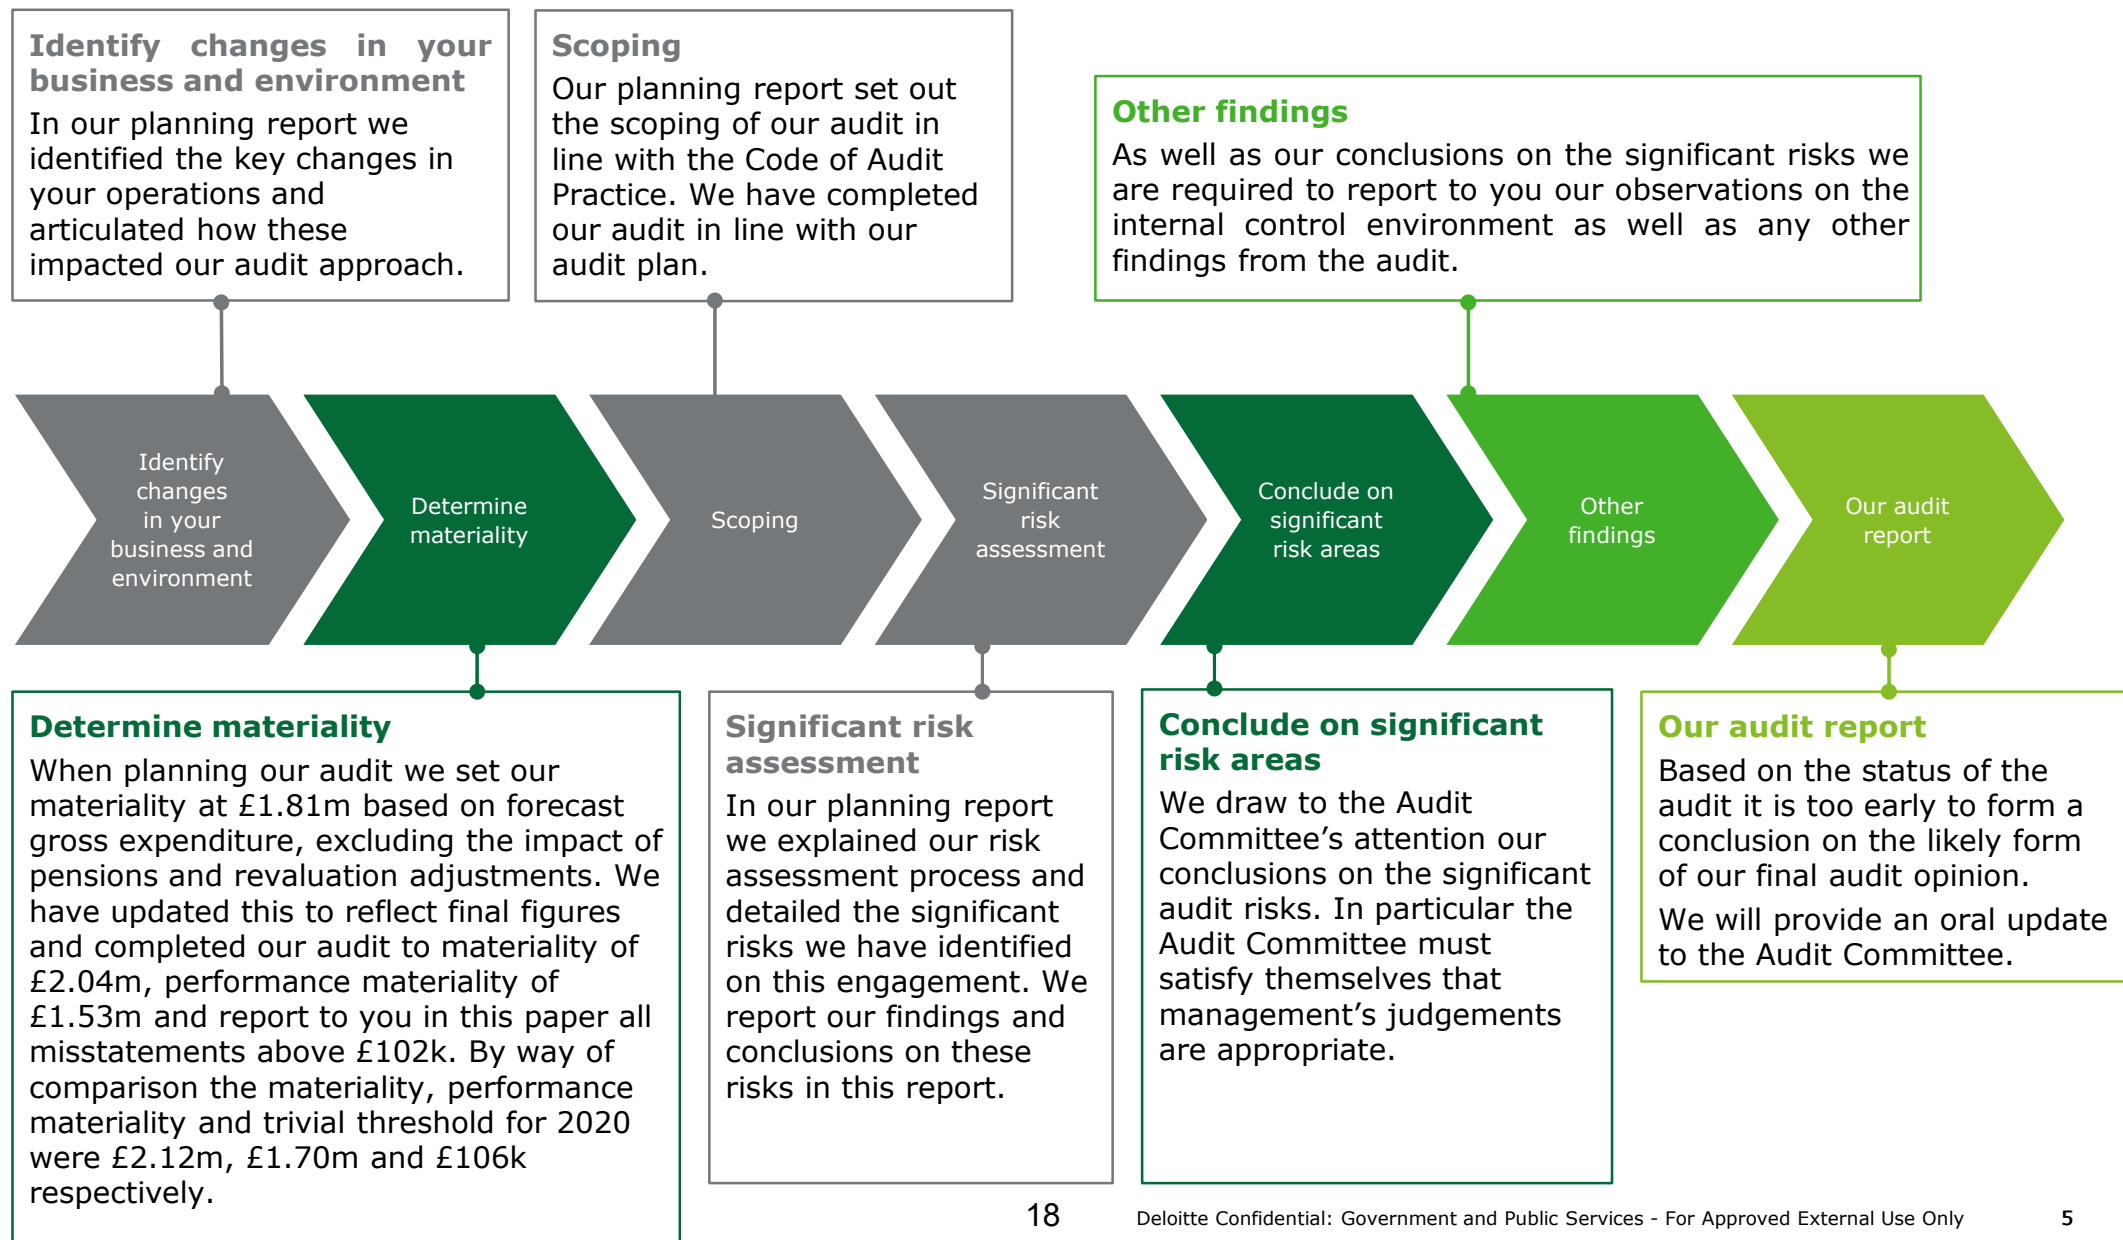 Identify changes in your
business and environment
In our planning report we
identified the key changes in
your operations and
articulated how these
impacted our audit approach.
Scoping
Our planning report set out
the scoping of our audit in
line with the Code of Audit
Practice. We have completed
our audit in line with our
audit plan.
Other findings
As well as our conclusions on the significant risks we
are required to report to you our observations on the
internal control environment as well as any other
findings from the audit.
Identify
changes
in your
business and
environment
Determine
materiality
Scoping
Significant
risk
assessment
Conclude on
significant
risk areas
Other
findings
Our audit
report
Determine materiality
When planning our audit we set our
materiality at £1.81m based on forecast
gross expenditure, excluding the impact of
pensions and revaluation adjustments. We
have updated this to reflect final figures
and completed our audit to materiality of
£2.04m, performance materiality of
£1.53m and report to you in this paper all
misstatements above £102k. By way of
comparison the materiality, performance
materiality and trivial threshold for 2020
were £2.12m, £1.70m and £106k
respectively.
Significant risk
assessment
In our planning report
we explained our risk
assessment process and
detailed the significant
risks we have identified
on this engagement. We
report our findings and
conclusions on these
risks in this report.
Conclude on significant
risk areas
We draw to the Audit
Committee’s attention our
conclusions on the significant
audit risks. In particular the
Audit Committee must
satisfy themselves that
management’s judgements
are appropriate.
Our audit report
Based on the status of the
audit it is too early to form a
conclusion on the likely form
of our final audit opinion.
We will provide an oral update
to the Audit Committee.
18
Deloitte Confidential: Government and Public Services - For Approved External Use Only
5